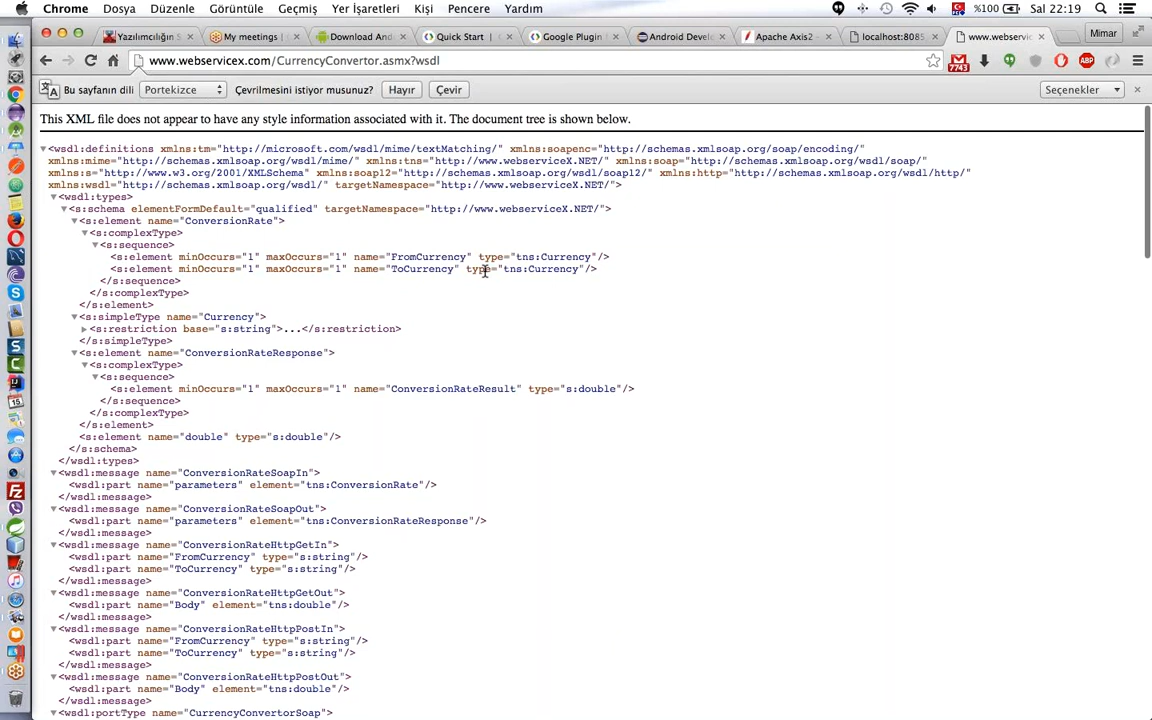 Chrome Dosya Düzenle Görüntüle Geçmiş Yer İşaretleri Kişi Pencere Yardım %100 Sal 22:19
Yazılımcılığın S My meetings | Download And Quick Start | Google Plugin Android Develo Apache Axis2 - localhost:8085 www.webservic Mimar
www.webservicex.com/CurrencyConvertor.asmx?wsdl 7743 ABP
Bu sayfanın dili Portekizce Çevrilmesini istiyor musunuz? Hayır Çevir Seçenekler
This XML file does not appear to have any style information associated with it. The document tree is shown below.
<wsdl:definitions xmlns:tm="http://microsoft.com/wsdl/mime/textMatching/" xmlns:soapenc="http://schemas.xmlsoap.org/soap/encoding/"
xmlns:mime="http://schemas.xmlsoap.org/wsdl/mime/" xmlns:tns="http://www.webserviceX.NET/" xmlns:soap="http://schemas.xmlsoap.org/wsdl/soap/"
xmlns:s="http://www.w3.org/2001/XMLSchema" xmlns:soap12="http://schemas.xmlsoap.org/wsdl/soap12/" xmlns:http="http://schemas.xmlsoap.org/wsdl/http/"
xmlns:wsdl="http://schemas.xmlsoap.org/wsdl/" targetNamespace="http://www.webserviceX.NET/">
<wsdl:types>
<s:schema elementFormDefault="qualified" targetNamespace="http://www.webserviceX.NET/">
<s:element name="ConversionRate">
<s:complexType>
<s:sequence>
<s:element minOccurs="1" maxOccurs="1" name="FromCurrency" type="tns:Currency"/>
<s:element minOccurs="1" maxOccurs="1" name="ToCurrency" type="tns:Currency"/>
</s:sequence>
</s:complexType>
</s:element>
<s:simpleType name="Currency">
<s:restriction base="s:string">...</s:restriction>
</s:simpleType>
<s:element name="ConversionRateResponse">
<s:complexType>
<s:sequence>
<s:element minOccurs="1" maxOccurs="1" name="ConversionRateResult" type="s:double"/>
</s:sequence>
</s:complexType>
</s:element>
<s:element name="double" type="s:double"/>
</s:schema>
</wsdl:types>
<wsdl:message name="ConversionRateSoapIn">
<wsdl:part name="parameters" element="tns:ConversionRate"/>
</wsdl:message>
<wsdl:message name="ConversionRateSoapOut">
<wsdl:part name="parameters" element="tns:ConversionRateResponse"/>
</wsdl:message>
<wsdl:message name="ConversionRateHttpGetIn">
<wsdl:part name="FromCurrency" type="s:string"/>
<wsdl:part name="ToCurrency" type="s:string"/>
</wsdl:message>
<wsdl:message name="ConversionRateHttpGetOut">
<wsdl:part name="Body" element="tns:double"/>
</wsdl:message>
<wsdl:message name="ConversionRateHttpPostIn">
<wsdl:part name="FromCurrency" type="s:string"/>
<wsdl:part name="ToCurrency" type="s:string"/>
</wsdl:message>
<wsdl:message name="ConversionRateHttpPostOut">
<wsdl:part name="Body" element="tns:double"/>
</wsdl:message>
<wsdl:portType name="CurrencyConvertorSoap">